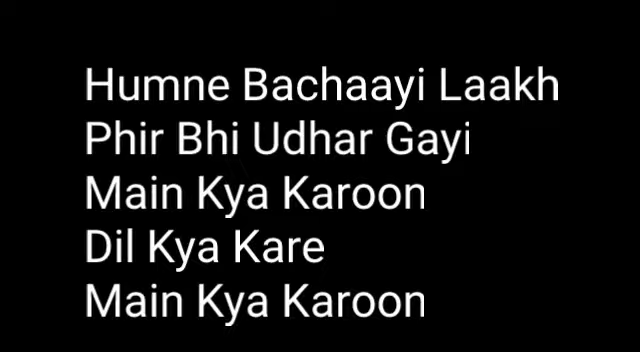 Humne Bachaayi Laakh
Phir Bhi Udhar Gayi
Main Kya Karoon
Dil Kya Kare
Main Kya Karoon